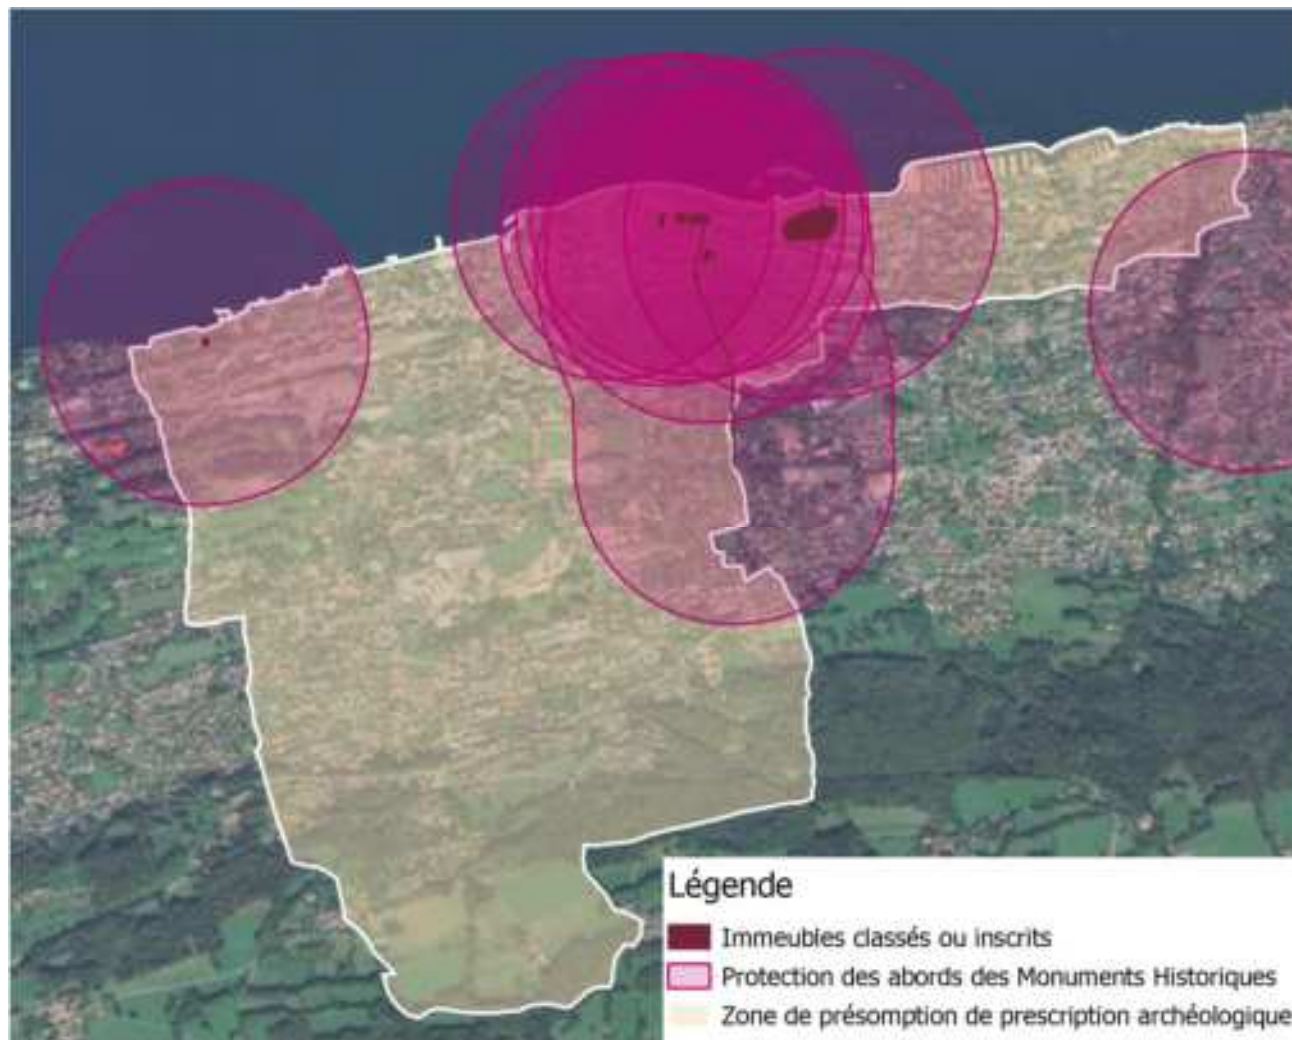 Légende
Immeubles classés ou inscrits
Protection des abords des Monuments Historiques
Zone de présomption de prescription archéologique